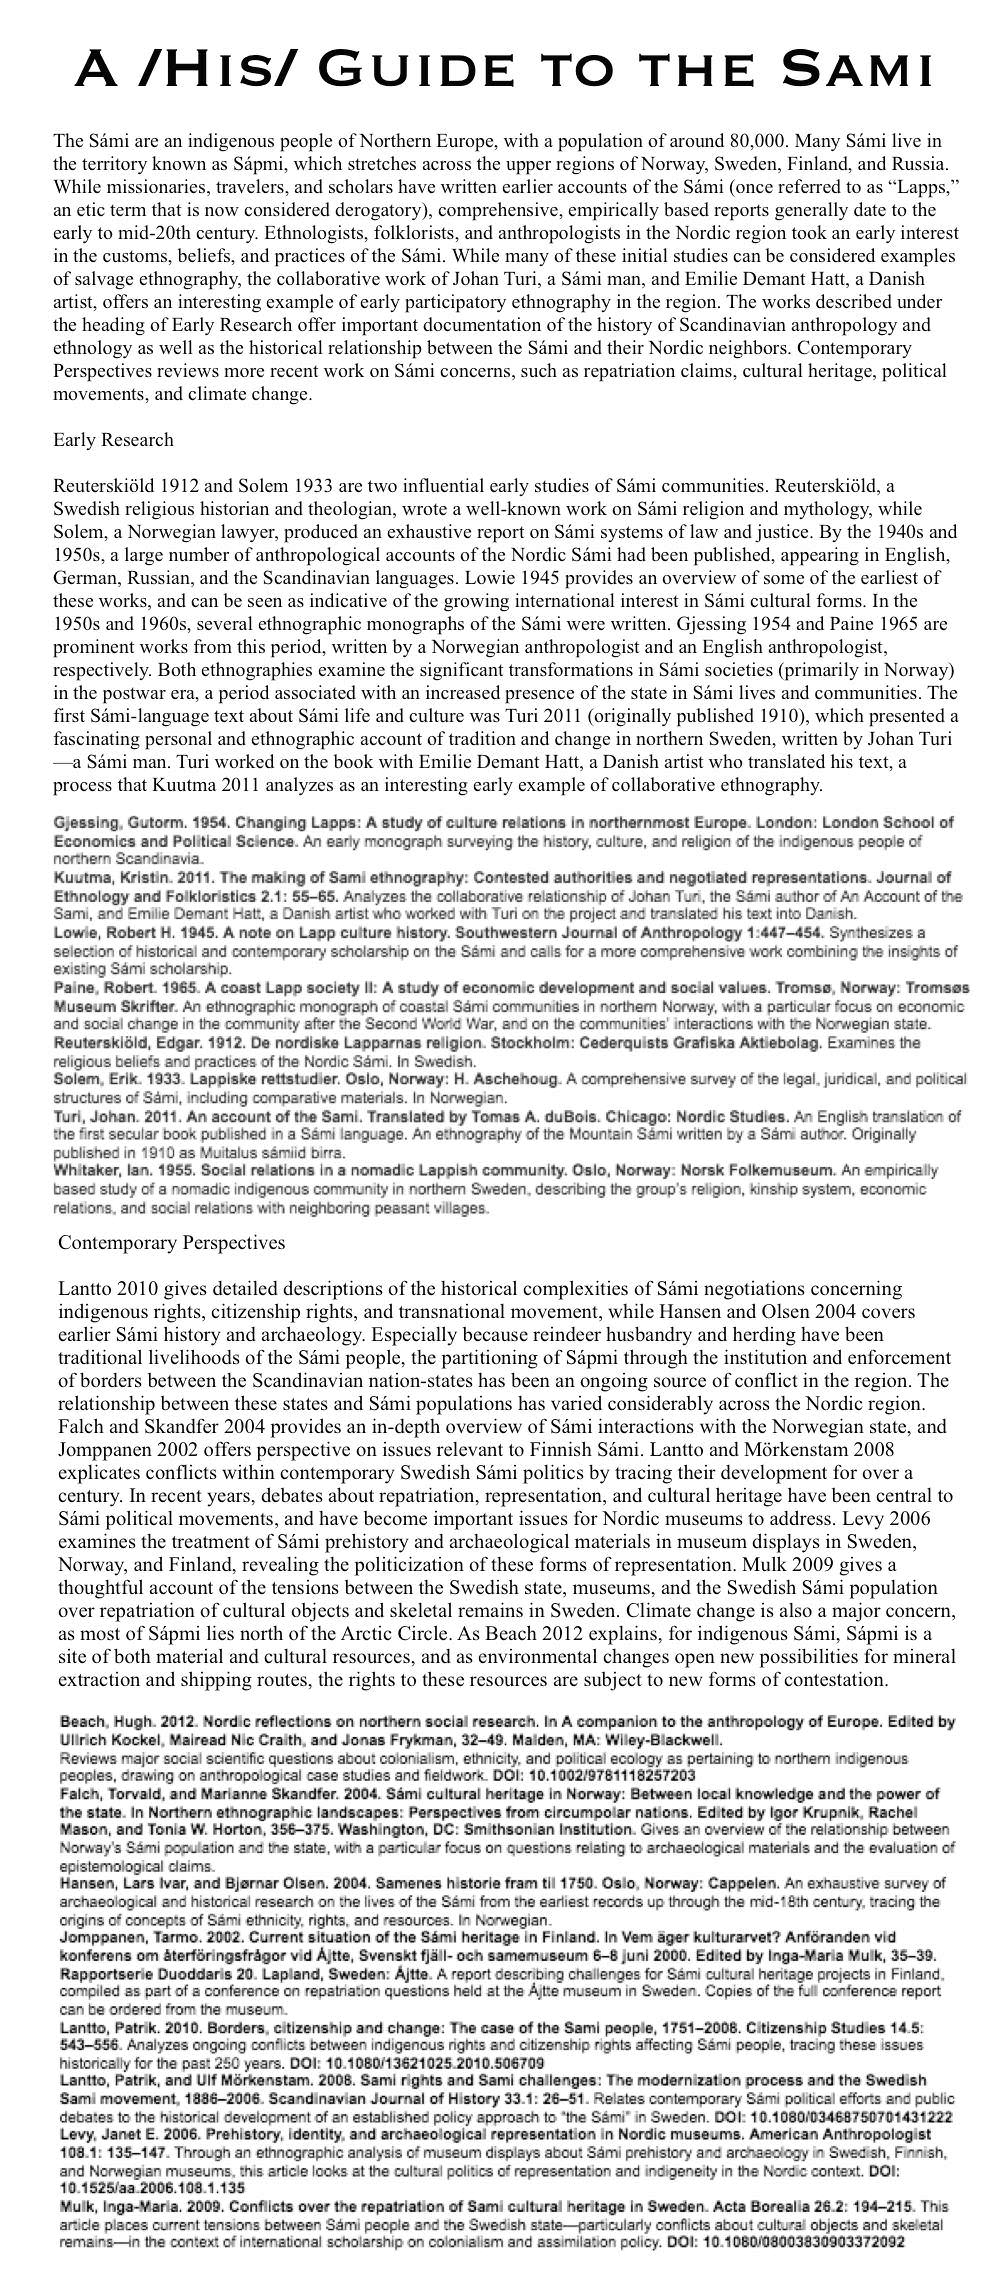 A /His/ Guide to the Sami
The Sámi are an indigenous people of Northern Europe, with a population of around 80,000. Many Sámi live in
the territory known as Sápmi, which stretches across the upper regions of Norway, Sweden, Finland, and Russia.
While missionaries, travelers, and scholars have written earlier accounts of the Sámi (once referred to as “Lapps,”
an etic term that is now considered derogatory), comprehensive, empirically based reports generally date to the
early to mid-20th century. Ethnologists, folklorists, and anthropologists in the Nordic region took an early interest
in the customs, beliefs, and practices of the Sámi. While many of these initial studies can be considered examples
of salvage ethnography, the collaborative work of Johan Turi, a Sámi man, and Emilie Demant Hatt, a Danish
artist, offers an interesting example of early participatory ethnography in the region. The works described under
the heading of Early Research offer important documentation of the history of Scandinavian anthropology and
ethnology as well as the historical relationship between the Sámi and their Nordic neighbors. Contemporary
Perspectives reviews more recent work on Sámi concerns, such as repatriation claims, cultural heritage, political
movements, and climate change.
Early Research
Reuterskiöld 1912 and Solem 1933 are two influential early studies of Sámi communities. Reuterskiöld, a
Swedish religious historian and theologian, wrote a well-known work on Sámi religion and mythology, while
Solem, a Norwegian lawyer, produced an exhaustive report on Sámi systems of law and justice. By the 1940s and
1950s, a large number of anthropological accounts of the Nordic Sámi had been published, appearing in English,
German, Russian, and the Scandinavian languages. Lowie 1945 provides an overview of some of the earliest of
these works, and can be seen as indicative of the growing international interest in Sámi cultural forms. In the
1950s and 1960s, several ethnographic monographs of the Sámi were written. Gjessing 1954 and Paine 1965 are
prominent works from this period, written by a Norwegian anthropologist and an English anthropologist,
respectively. Both ethnographies examine the significant transformations in Sámi societies (primarily in Norway)
in the postwar era, a period associated with an increased presence of the state in Sámi lives and communities. The
first Sámi-language text about Sámi life and culture was Turi 2011 (originally published 1910), which presented a
fascinating personal and ethnographic account of tradition and change in northern Sweden, written by Johan Turi
—a Sámi man. Turi worked on the book with Emilie Demant Hatt, a Danish artist who translated his text, a
process that Kuutma 2011 analyzes as an interesting early example of collaborative ethnography.
Gjessing, Gutorm. 1954. Changing Lapps: A study of culture relations in northernmost Europe. London: London School of
Economics and Political Science. An early monograph surveying the history, culture, and religion of the indigenous people of
northern Scandinavia.
Kuutma, Kristin. 2011. The making of Sami ethnography: Contested authorities and negotiated representations. Journal of
Ethnology and Folkloristics 2.1: 55–65. Analyzes the collaborative relationship of Johan Turi, the Sámi author of An Account of the
Sami, and Emilie Demant Hatt, a Danish artist who worked with Turi on the project and translated his text into Danish.
Lowie, Robert H. 1945. A note on Lapp culture history. Southwestern Journal of Anthropology 1:447–454. Synthesizes a
selection of historical and contemporary scholarship on the Sámi and calls for a more comprehensive work combining the insights of
existing Sámi scholarship.
Paine, Robert. 1965. A coast Lapp society II: A study of economic development and social values. Tromsø, Norway: Tromsøs
Museum Skrifter. An ethnographic monograph of coastal Sámi communities in northern Norway, with a particular focus on economic
and social change in the community after the Second World War, and on the communities’ interactions with the Norwegian state.
Reuterskiöld, Edgar. 1912. De nordiske Lapparnas religion. Stockholm: Cederquists Grafiska Aktiebolag. Examines the
religious beliefs and practices of the Nordic Sámi. In Swedish.
Solem, Erik. 1933. Lappiske rettstudier. Oslo, Norway: H. Aschehoug. A comprehensive survey of the legal, juridical, and political
structures of Sámi, including comparative materials. In Norwegian.
Turi, Johan. 2011. An account of the Sami. Translated by Tomas A. duBois. Chicago: Nordic Studies. An English translation of
the first secular book published in a Sámi language. An ethnography of the Mountain Sámi written by a Sámi author. Originally
published in 1910 as Muitalus sámiid birra.
Whitaker, Ian. 1955. Social relations in a nomadic Lappish community. Oslo, Norway: Norsk Folkemuseum. An empirically
based study of a nomadic indigenous community in northern Sweden, describing the group’s religion, kinship system, economic
relations, and social relations with neighboring peasant villages.
Contemporary Perspectives
Lantto 2010 gives detailed descriptions of the historical complexities of Sámi negotiations concerning
indigenous rights, citizenship rights, and transnational movement, while Hansen and Olsen 2004 covers
earlier Sámi history and archaeology. Especially because reindeer husbandry and herding have been
traditional livelihoods of the Sámi people, the partitioning of Sápmi through the institution and enforcement
of borders between the Scandinavian nation-states has been an ongoing source of conflict in the region. The
relationship between these states and Sámi populations has varied considerably across the Nordic region.
Falch and Skandfer 2004 provides an in-depth overview of Sámi interactions with the Norwegian state, and
Jomppanen 2002 offers perspective on issues relevant to Finnish Sámi. Lantto and Mörkenstam 2008
explicates conflicts within contemporary Swedish Sámi politics by tracing their development for over a
century. In recent years, debates about repatriation, representation, and cultural heritage have been central to
Sámi political movements, and have become important issues for Nordic museums to address. Levy 2006
examines the treatment of Sámi prehistory and archaeological materials in museum displays in Sweden,
Norway, and Finland, revealing the politicization of these forms of representation. Mulk 2009 gives a
thoughtful account of the tensions between the Swedish state, museums, and the Swedish Sámi population
over repatriation of cultural objects and skeletal remains in Sweden. Climate change is also a major concern,
as most of Sápmi lies north of the Arctic Circle. As Beach 2012 explains, for indigenous Sámi, Sápmi is a
site of both material and cultural resources, and as environmental changes open new possibilities for mineral
extraction and shipping routes, the rights to these resources are subject to new forms of contestation.
Beach, Hugh. 2012. Nordic reflections on northern social research. In A companion to the anthropology of Europe. Edited by
Ullrich Kockel, Mairead Nic Craith, and Jonas Frykman, 32–49. Malden, MA: Wiley-Blackwell.
Reviews major social scientific questions about colonialism, ethnicity, and political ecology as pertaining to northern indigenous
peoples, drawing on anthropological case studies and fieldwork. DOI: 10.1002/9781118257203
Falch, Torvald, and Marianne Skandfer. 2004. Sámi cultural heritage in Norway: Between local knowledge and the power of
the state. In Northern ethnographic landscapes: Perspectives from circumpolar nations. Edited by Igor Krupnik, Rachel
Mason, and Tonia W. Horton, 356–375. Washington, DC: Smithsonian Institution. Gives an overview of the relationship between
Norway’s Sámi population and the state, with a particular focus on questions relating to archaeological materials and the evaluation of
epistemological claims.
Hansen, Lars Ivar, and Bjørnar Olsen. 2004. Samenes historie fram til 1750. Oslo, Norway: Cappelen. An exhaustive survey of
archaeological and historical research on the lives of the Sámi from the earliest records up through the mid-18th century, tracing the
origins of concepts of Sámi ethnicity, rights, and resources. In Norwegian.
Jomppanen, Tarmo. 2002. Current situation of the Sámi heritage in Finland. In Vem äger kulturarvet? Anföranden vid
konferens om återföringsfrågor vid Ájtte, Svenskt fjäll- och samemuseum 6–8 juni 2000. Edited by Inga-Maria Mulk, 35–39.
Rapportserie Duoddaris 20. Lapland, Sweden: Ájtte. A report describing challenges for Sámi cultural heritage projects in Finland,
compiled as part of a conference on repatriation questions held at the Ájtte museum in Sweden. Copies of the full conference report
can be ordered from the museum.
Lantto, Patrik. 2010. Borders, citizenship and change: The case of the Sami people, 1751–2008. Citizenship Studies 14.5:
543–556. Analyzes ongoing conflicts between indigenous rights and citizenship rights affecting Sámi people, tracing these issues
historically for the past 250 years. DOI: 10.1080/13621025.2010.506709
Lantto, Patrik, and Ulf Mörkenstam. 2008. Sami rights and Sami challenges: The modernization process and the Swedish
Sami movement, 1886–2006. Scandinavian Journal of History 33.1: 26–51. Relates contemporary Sámi political efforts and public
debates to the historical development of an established policy approach to “the Sámi” in Sweden. DOI: 10.1080/03468750701431222
Levy, Janet E. 2006. Prehistory, identity, and archaeological representation in Nordic museums. American Anthropologist
108.1: 135–147. Through an ethnographic analysis of museum displays about Sámi prehistory and archaeology in Swedish, Finnish,
and Norwegian museums, this article looks at the cultural politics of representation and indigeneity in the Nordic context. DOI:
10.1525/aa.2006.108.1.135
Mulk, Inga-Maria. 2009. Conflicts over the repatriation of Sami cultural heritage in Sweden. Acta Borealia 26.2: 194–215. This
article places current tensions between Sámi people and the Swedish state—particularly conflicts about cultural objects and skeletal
remains—in the context of international scholarship on colonialism and assimilation policy. DOI: 10.1080/08003830903372092